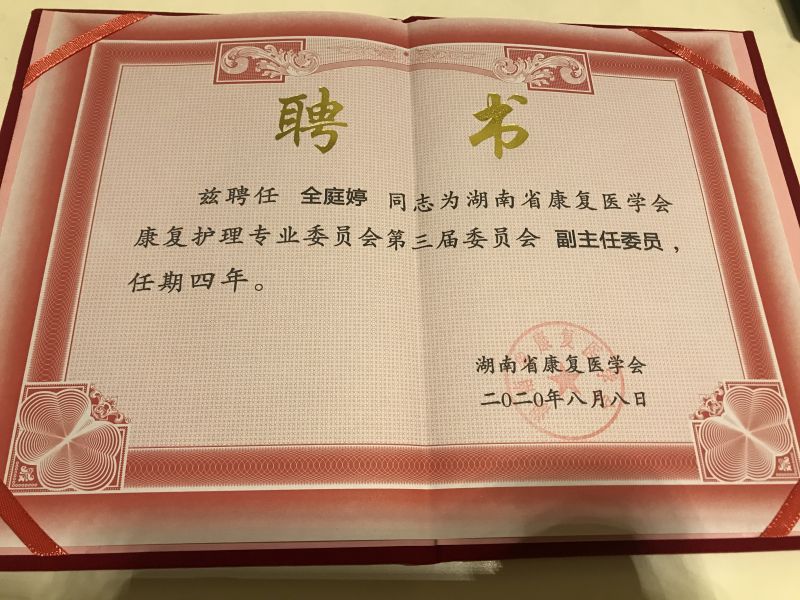 聘书
兹聘任 全庭婷 同志为湖南省康复医学会
康复护理专业委员会第三届委员会 副主任委员，
任期四年。
湖南省康复医学会
二〇二〇年八月八日